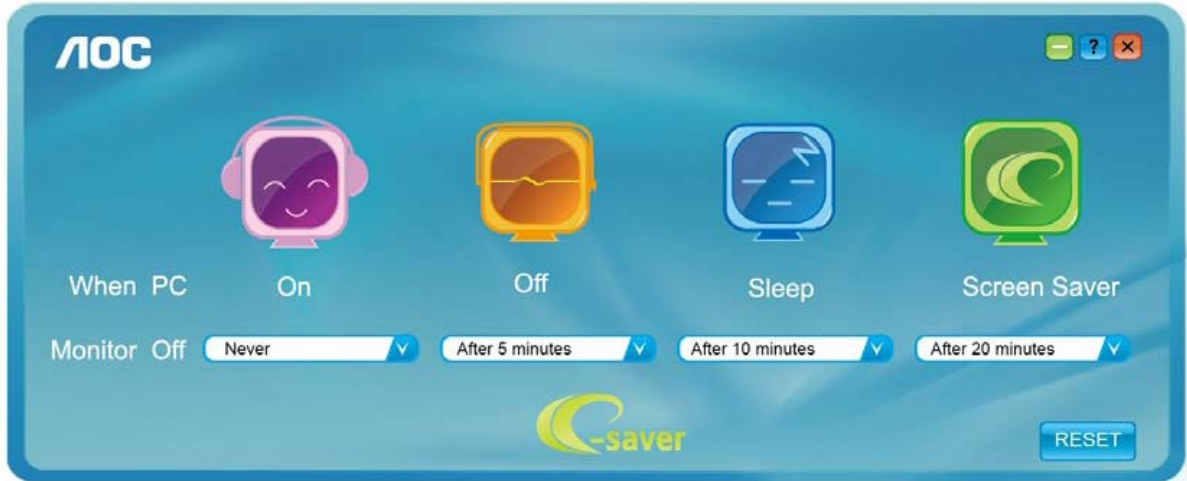 AOC
?
When PC On Off Sleep Screen Saver
Monitor Off Never After 5 minutes After 10 minutes After 20 minutes
e-saver
RESET